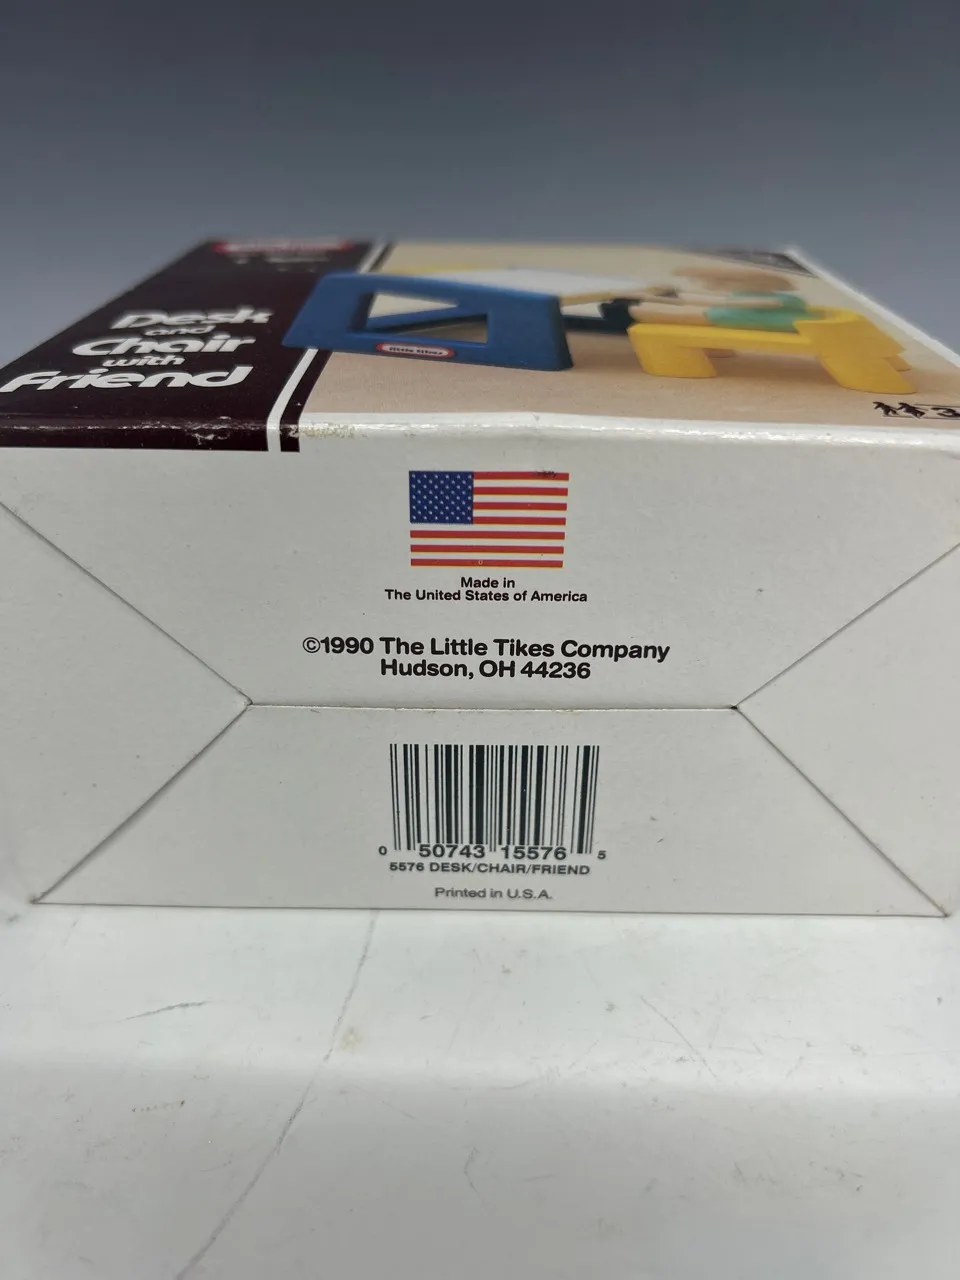 Desk
and
Chair
with
Friend
little tikes
3
Made in
The United States of America
©1990 The Little Tikes Company
Hudson, OH 44236
0 50743 15576 5
5576 DESK/CHAIR/FRIEND
Printed in U.S.A.